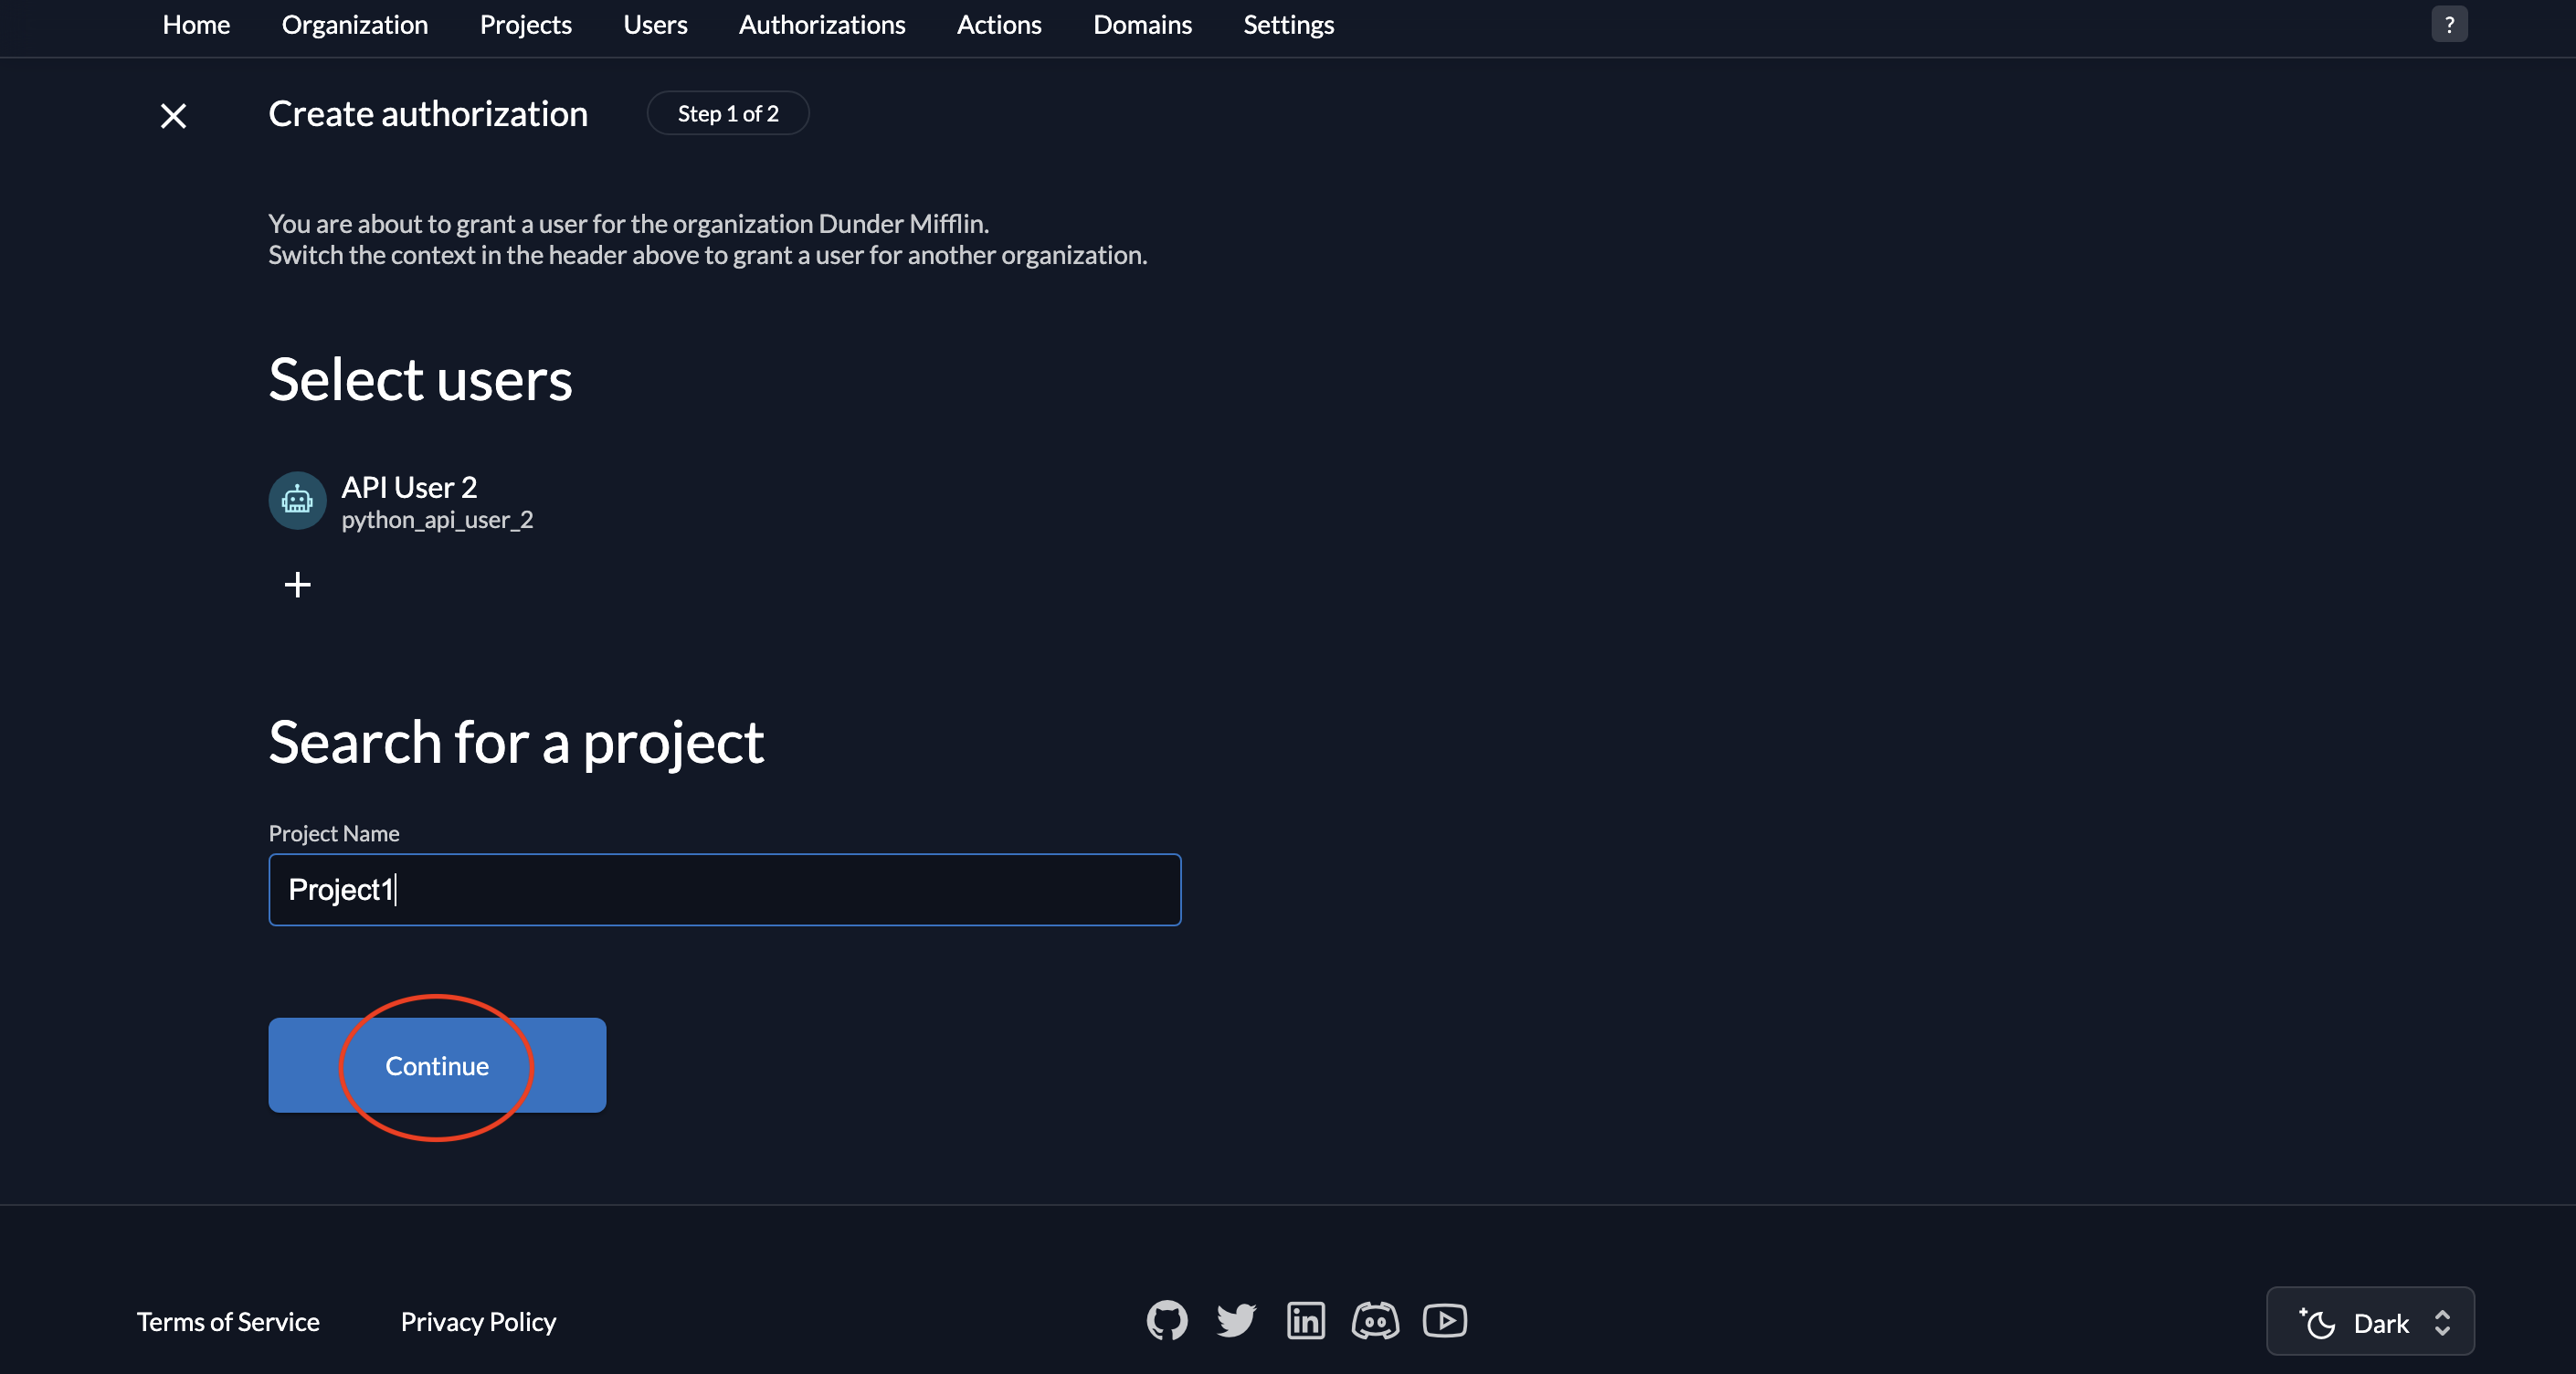 Home Organization Projects Users Authorizations Actions Domains Settings ?
Create authorization Step 1 of 2
You are about to grant a user for the organization Dunder Mifflin.
Switch the context in the header above to grant a user for another organization.
Select users
API User 2
python_api_user_2
Search for a project
Project Name
Project1
Continue
Terms of Service Privacy Policy in Dark